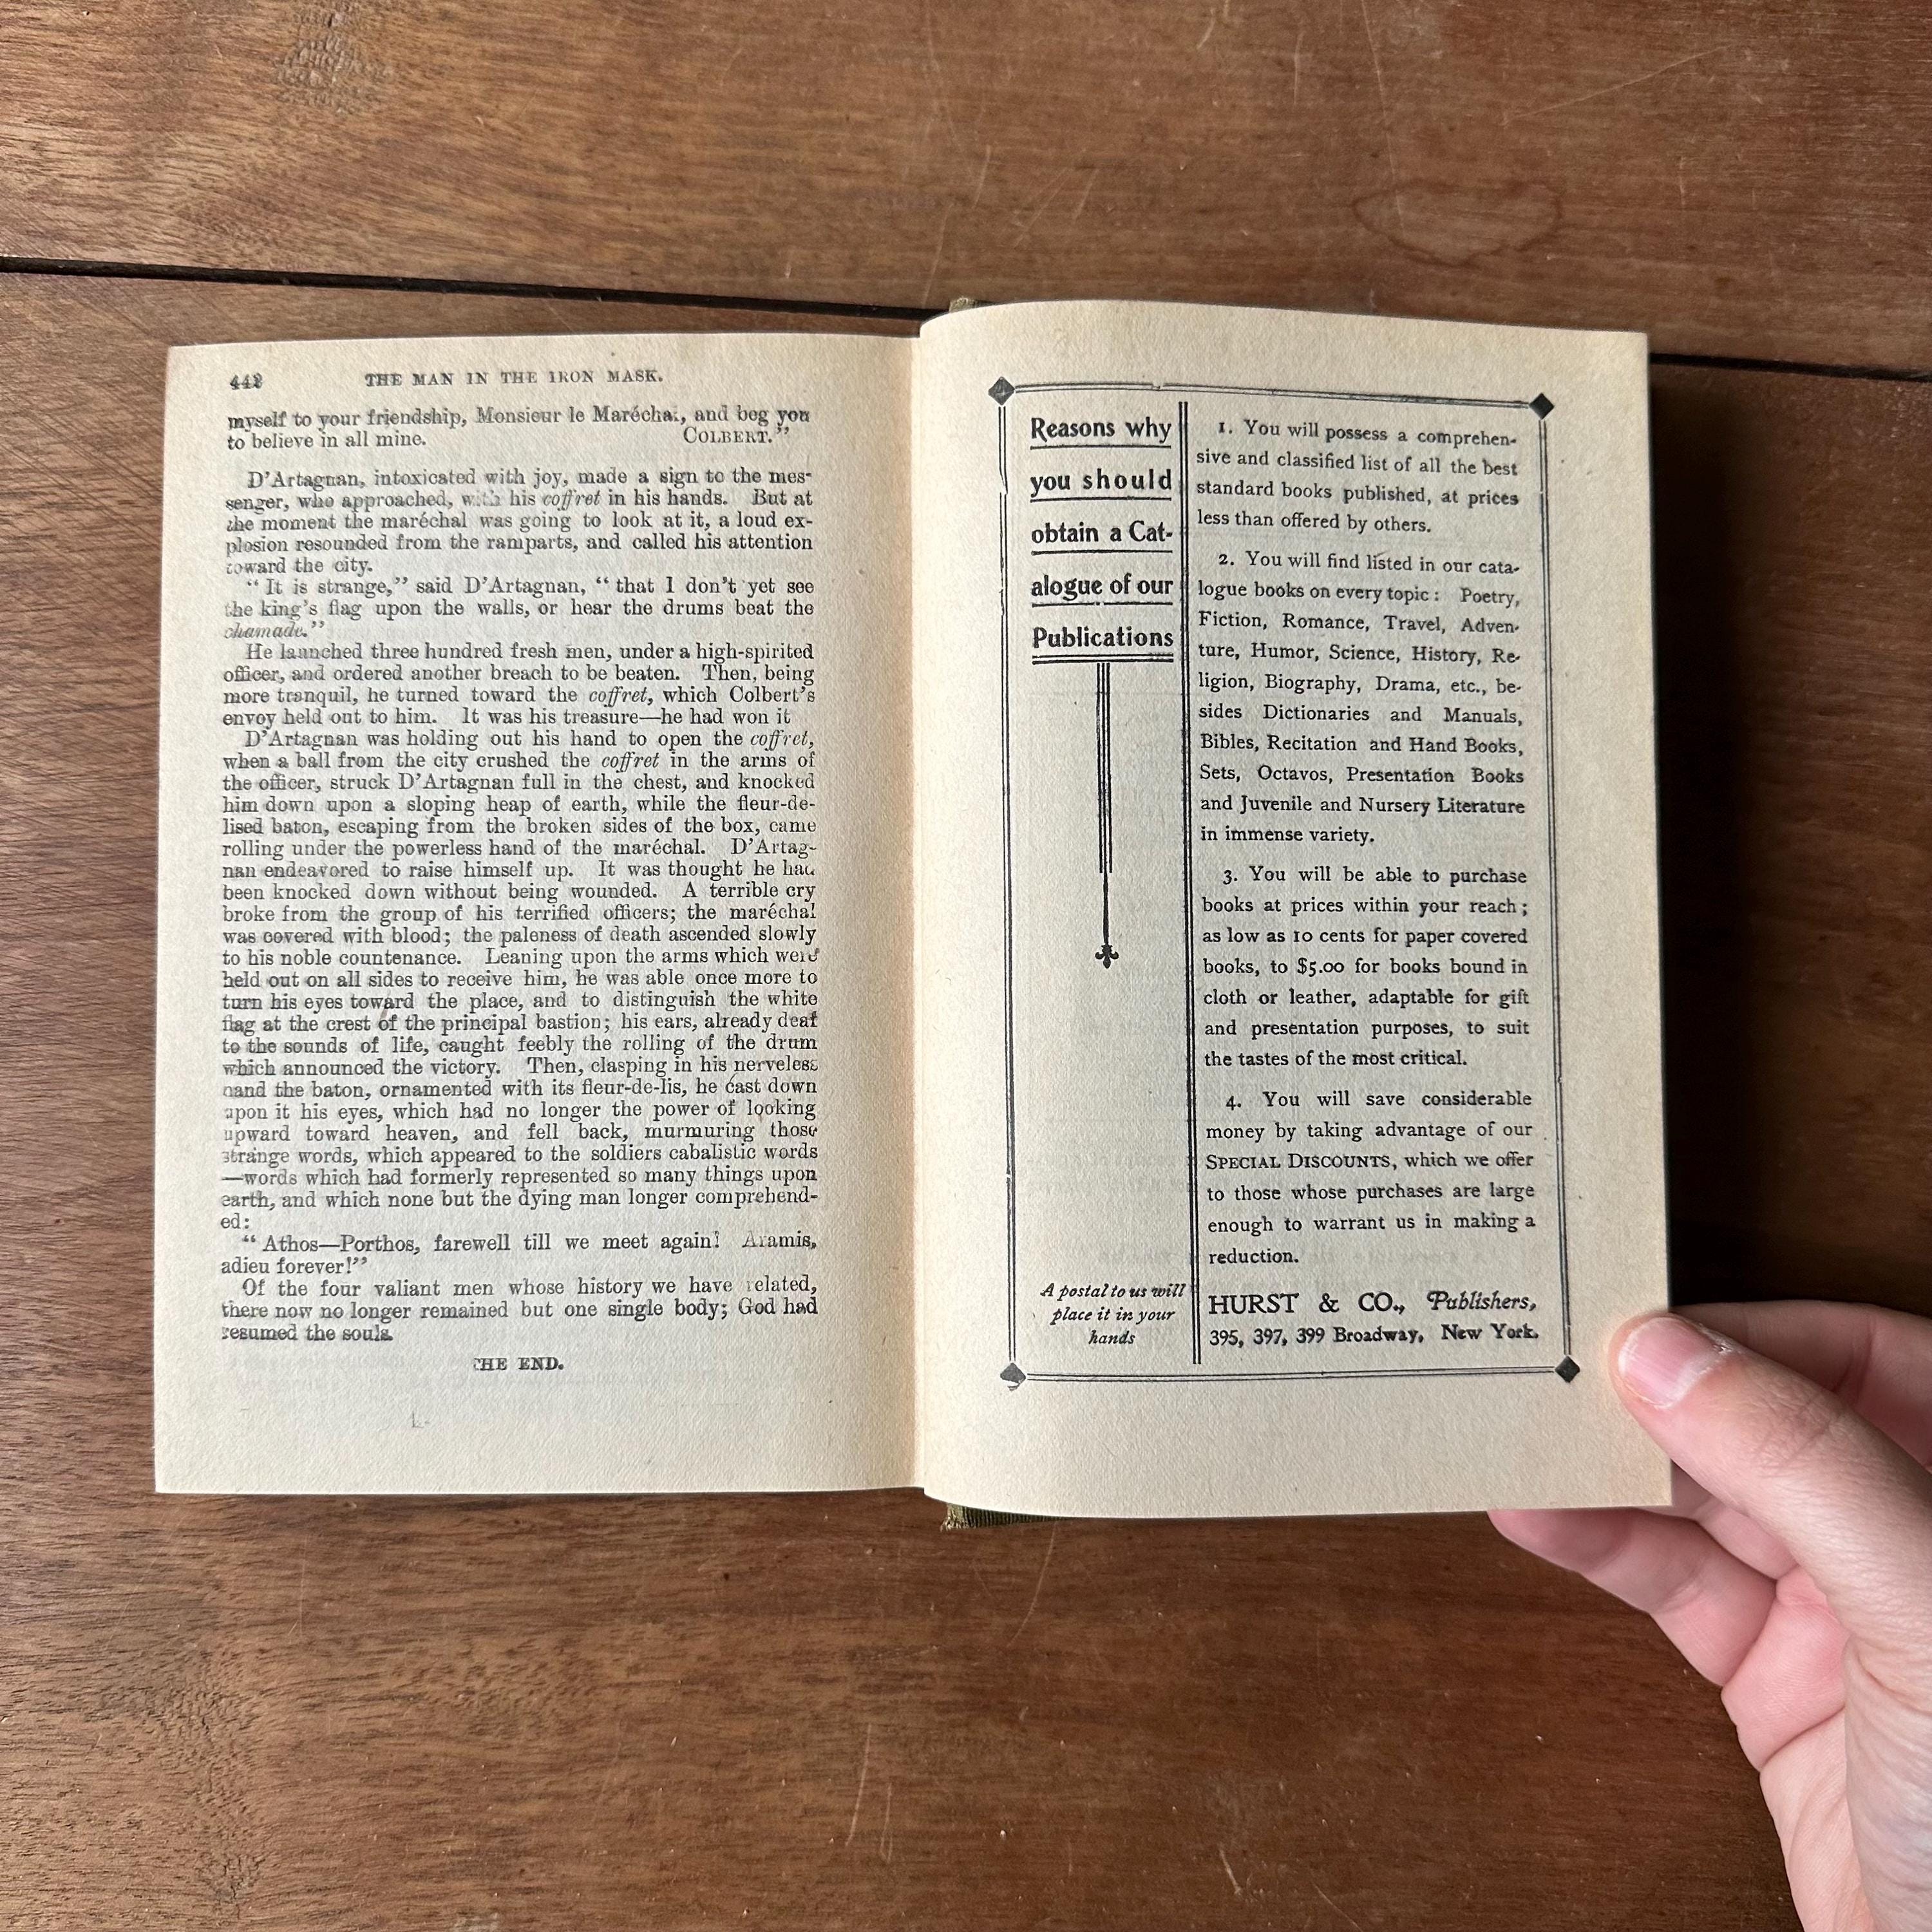 THE MAN IN THE IRON MASK.
myself to your friendship, Monsieur le Maréchal, and beg you
to believe in all mine. COLBERT."
D'Artagnan, intoxicated with joy, made a sign to the mes-
senger, who approached, with his coffret in his hands. But at
the moment the maréchal was going to look at it, a loud ex-
plosion resounded from the ramparts, and called his attention
toward the city.
"It is strange," said D'Artagnan, "that I don't yet see
the king's flag upon the walls, or hear the drums beat the
chamade."
He launched three hundred fresh men, under a high-spirited
officer, and ordered another breach to be beaten. Then, being
more tranquil, he turned toward the coffret, which Colbert's
envoy held out to him. It was his treasure—he had won it
D'Artagnan was holding out his hand to open the coffret,
when a ball from the city crushed the coffret in the arms of
the officer, struck D'Artagnan full in the chest, and knocked
him down upon a sloping heap of earth, while the fleur-de-
lised baton, escaping from the broken sides of the box, came
rolling under the powerless hand of the maréchal. D'Artag-
nan endeavored to raise himself up. It was thought he had
been knocked down without being wounded. A terrible cry
broke from the group of his terrified officers; the maréchal
was covered with blood; the paleness of death ascended slowly
to his noble countenance. Leaning upon the arms which were
held out on all sides to receive him, he was able once more to
turn his eyes toward the place, and to distinguish the white
flag at the crest of the principal bastion; his ears, already deaf
to the sounds of life, caught feebly the rolling of the drum
which announced the victory. Then, clasping in his nerveless
hand the baton, ornamented with its fleur-de-lis, he cast down
upon it his eyes, which had no longer the power of looking
upward toward heaven, and fell back, murmuring those
strange words, which appeared to the soldiers cabalistic words
—words which had formerly represented so many things upon
earth, and which none but the dying man longer comprehend-
ed:
"Athos—Porthos, farewell till we meet again! Aramis,
adieu forever!"
Of the four valiant men whose history we have related,
there now no longer remained but one single body; God had
resumed the souls.
THE END.
Reasons why
you should
obtain a Cat-
alogue of our
Publications
A postal to us will
place it in your
hands
1. You will possess a comprehen-
sive and classified list of all the best
standard books published, at prices
less than offered by others.
2. You will find listed in our cata-
logue books on every topic: Poetry,
Fiction, Romance, Travel, Adven-
ture, Humor, Science, History, Re-
ligion, Biography, Drama, etc., be-
sides Dictionaries and Manuals,
Bibles, Recitation and Hand Books,
Sets, Octavos, Presentation Books
and Juvenile and Nursery Literature
in immense variety.
3. You will be able to purchase
books at prices within your reach;
as low as 10 cents for paper covered
books, to $5.00 for books bound in
cloth or leather, adaptable for gift
and presentation purposes, to suit
the tastes of the most critical.
4. You will save considerable
money by taking advantage of our
SPECIAL DISCOUNTS, which we offer
to those whose purchases are large
enough to warrant us in making a
reduction.
HURST & CO., Publishers,
395, 397, 399 Broadway, New York.